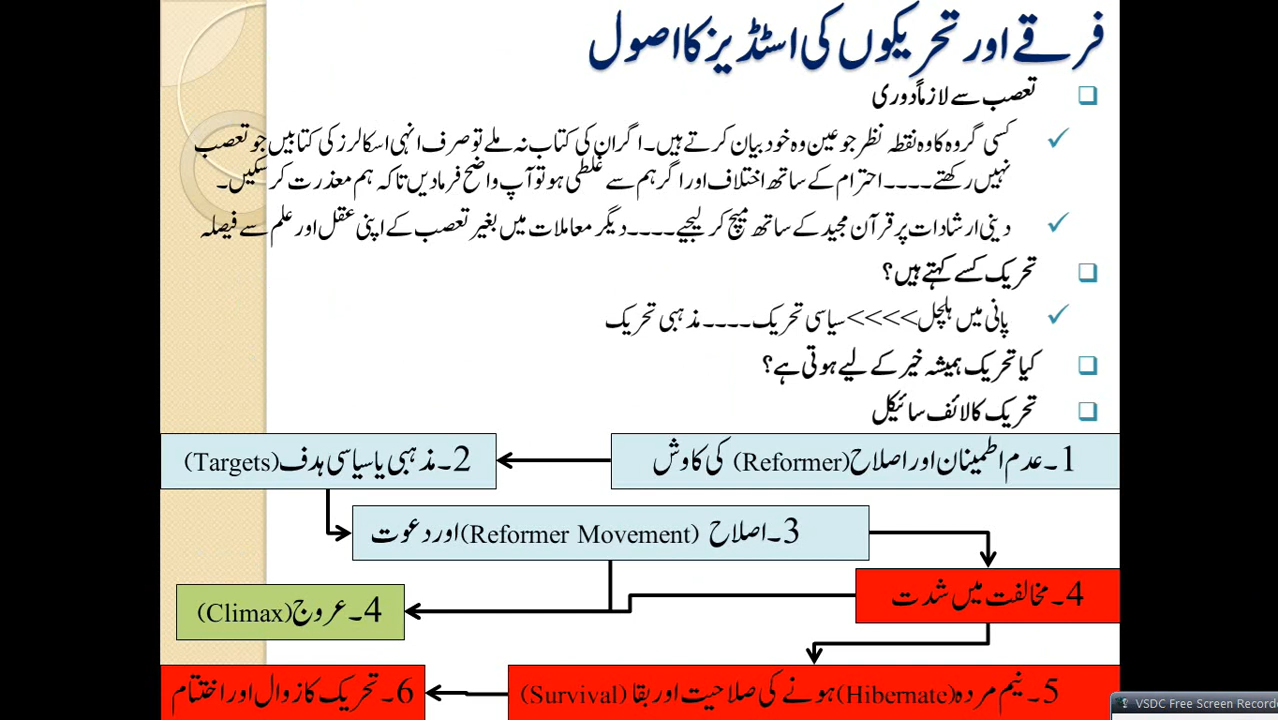 فرقے اور تحریکوں کی اسٹڈیز کا اصول
تعصب سے لازماً دوری
کسی گروہ کا وہ نقطہ نظر جو عین وہ خود بیان کرتے ہیں۔ اگر ان کی کتاب نہ ملے تو صرف انہی اسکالرز کی کتابیں جو تعصب
نہیں رکھتے۔۔۔۔ احترام کے ساتھ اختلاف اور اگر ہم سے غلطی ہو تو آپ واضح فرما دیں تاکہ ہم معذرت کر سکیں۔
دینی ارشادات پر قرآن مجید کے ساتھ میچ کر لیجیے۔۔۔۔ دیگر معاملات میں بغیر تعصب کے اپنی عقل اور علم سے فیصلہ
تحریک کسے کہتے ہیں؟
پانی میں ہلچل >>>> سیاسی تحریک۔۔۔۔ مذہبی تحریک
کیا تحریک ہمیشہ خیر کے لیے ہوتی ہے؟
تحریک کا لائف سائیکل
1۔ عدم اطمینان اور اصلاح (Reformer) کی کاوش
2۔ مذہبی یا سیاسی ہدف (Targets)
3۔ اصلاح (Reformer Movement) اور دعوت
4۔ مخالفت میں شدت
4۔ عروج (Climax)
5۔ نیم مردہ (Hibernate) ہونے کی صلاحیت اور بقا (Survival)
6۔ تحریک کا زوال اور اختتام
VSDC Free Screen Record